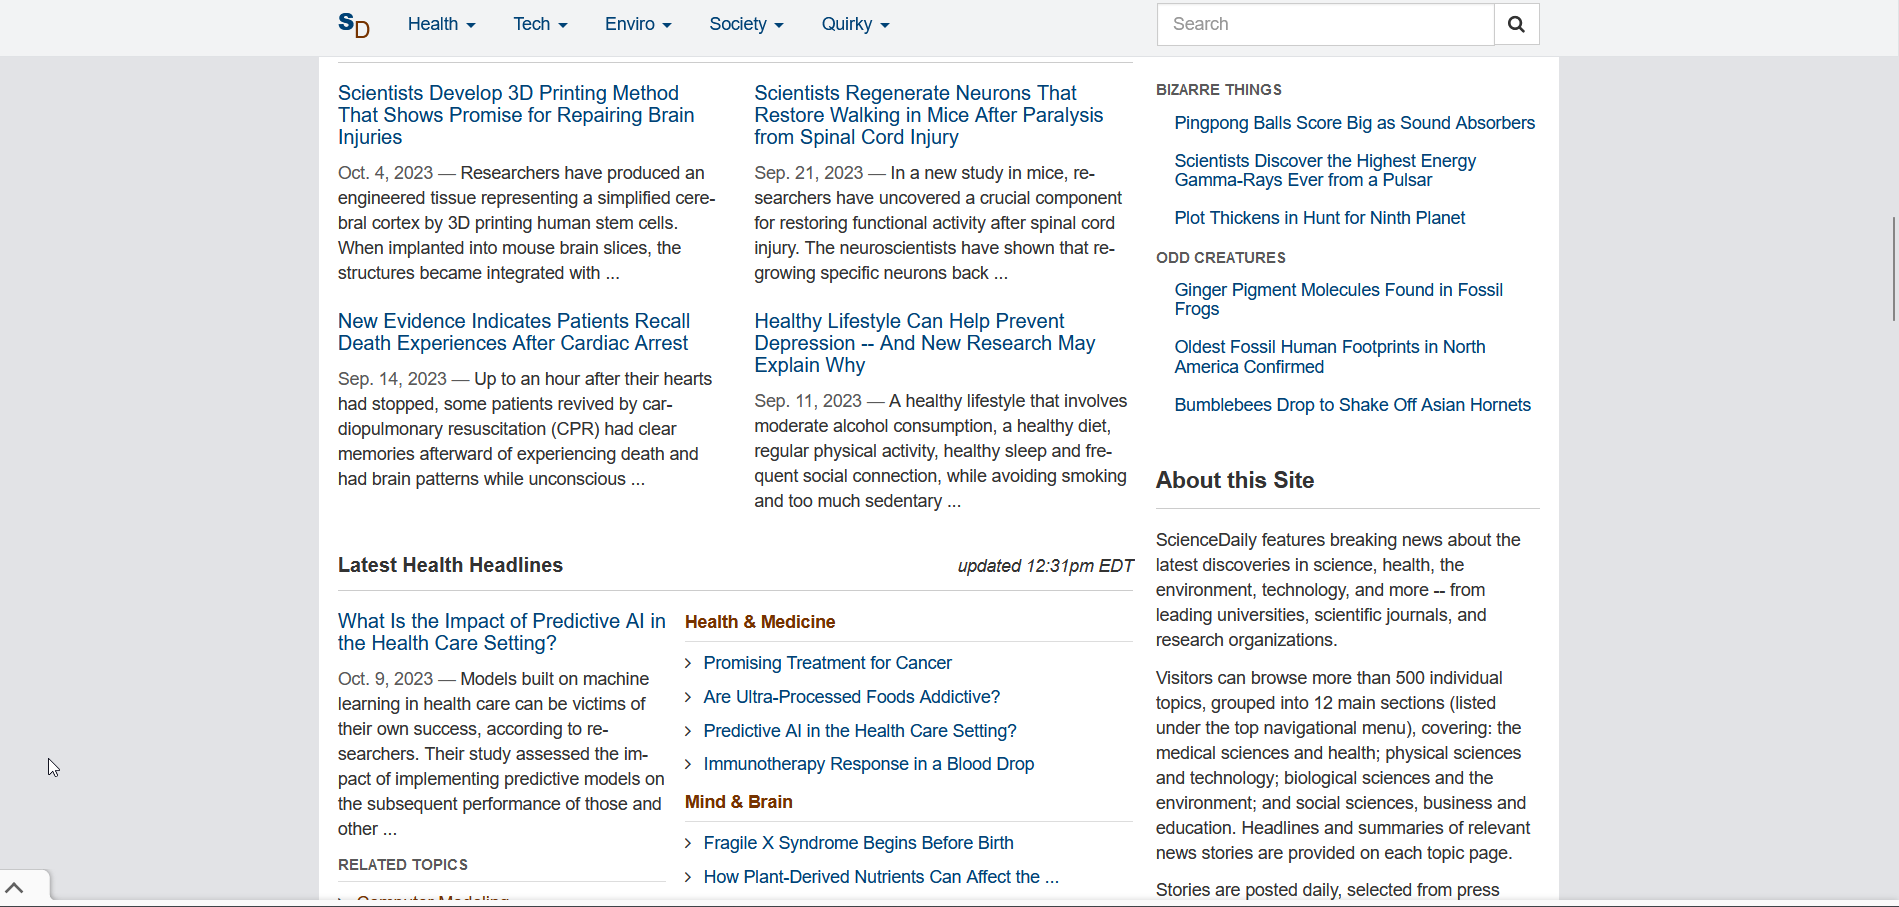 SD
Health
Tech
Enviro
Society
Quirky
Search
Scientists Develop 3D Printing Method
That Shows Promise for Repairing Brain
Injuries
Oct. 4, 2023 — Researchers have produced an
engineered tissue representing a simplified cere-
bral cortex by 3D printing human stem cells.
When implanted into mouse brain slices, the
structures became integrated with ...
Scientists Regenerate Neurons That
Restore Walking in Mice After Paralysis
from Spinal Cord Injury
Sep. 21, 2023 — In a new study in mice, re-
searchers have uncovered a crucial component
for restoring functional activity after spinal cord
injury. The neuroscientists have shown that re-
growing specific neurons back ...
New Evidence Indicates Patients Recall
Death Experiences After Cardiac Arrest
Sep. 14, 2023 — Up to an hour after their hearts
had stopped, some patients revived by car-
diopulmonary resuscitation (CPR) had clear
memories afterward of experiencing death and
had brain patterns while unconscious ...
Healthy Lifestyle Can Help Prevent
Depression -- And New Research May
Explain Why
Sep. 11, 2023 — A healthy lifestyle that involves
moderate alcohol consumption, a healthy diet,
regular physical activity, healthy sleep and fre-
quent social connection, while avoiding smoking
and too much sedentary ...
Latest Health Headlines
updated 12:31pm EDT
What Is the Impact of Predictive AI in
the Health Care Setting?
Oct. 9, 2023 — Models built on machine
learning in health care can be victims of
their own success, according to re-
searchers. Their study assessed the im-
pact of implementing predictive models on
the subsequent performance of those and
other ...
RELATED TOPICS
Computer Modeling
Health & Medicine
Promising Treatment for Cancer
Are Ultra-Processed Foods Addictive?
Predictive AI in the Health Care Setting?
Immunotherapy Response in a Blood Drop
Mind & Brain
Fragile X Syndrome Begins Before Birth
How Plant-Derived Nutrients Can Affect the ...
BIZARRE THINGS
Pingpong Balls Score Big as Sound Absorbers
Scientists Discover the Highest Energy
Gamma-Rays Ever from a Pulsar
Plot Thickens in Hunt for Ninth Planet
ODD CREATURES
Ginger Pigment Molecules Found in Fossil
Frogs
Oldest Fossil Human Footprints in North
America Confirmed
Bumblebees Drop to Shake Off Asian Hornets
About this Site
ScienceDaily features breaking news about the
latest discoveries in science, health, the
environment, technology, and more -- from
leading universities, scientific journals, and
research organizations.
Visitors can browse more than 500 individual
topics, grouped into 12 main sections (listed
under the top navigational menu), covering: the
medical sciences and health; physical sciences
and technology; biological sciences and the
environment; and social sciences, business and
education. Headlines and summaries of relevant
news stories are provided on each topic page.
Stories are posted daily, selected from press